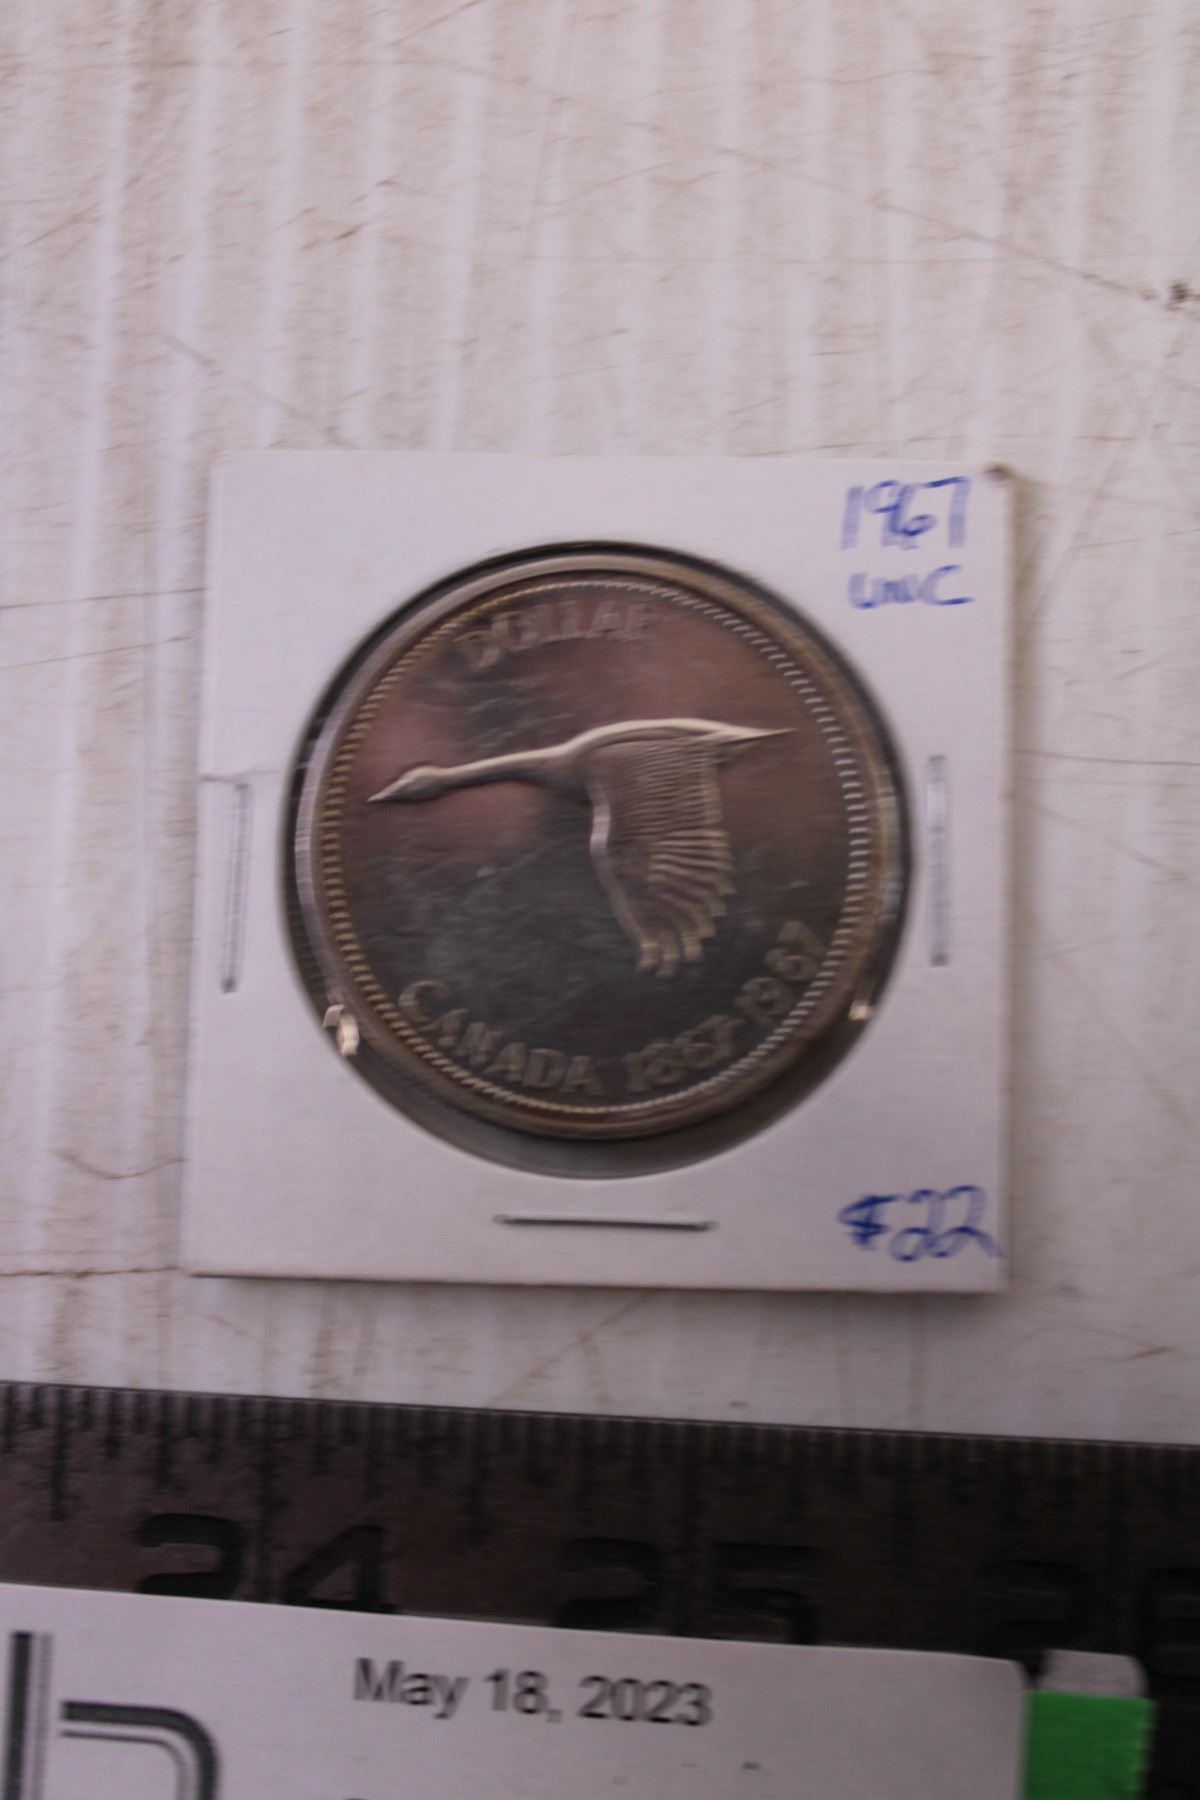 1967
UNC
DOLLAR
CANADA 1867-1967
$22
24 25
May 18, 2023